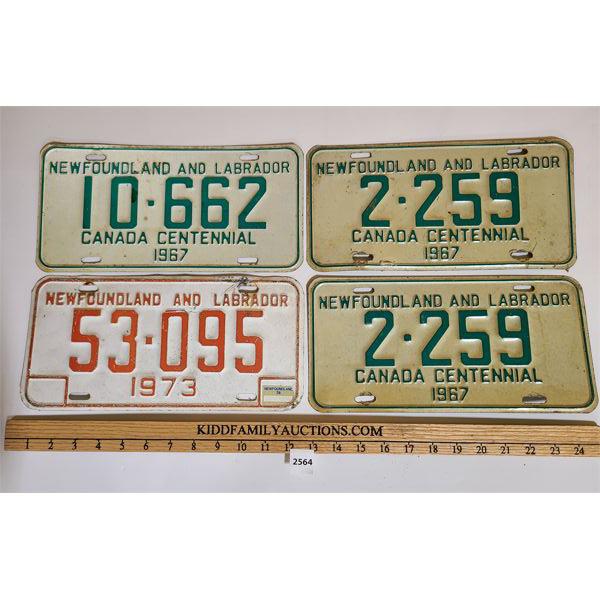 NEWFOUNDLAND AND LABRADOR
10·662
CANADA CENTENNIAL
1967
NEWFOUNDLAND AND LABRADOR
2·259
CANADA CENTENNIAL
1967
NEWFOUNDLAND AND LABRADOR
53·095
1973
NEWFOUNDLAND
74
NEWFOUNDLAND AND LABRADOR
2·259
CANADA CENTENNIAL
1967
KIDDFAMILYAUCTIONS.COM
1 2 3 4 5 6 7 8 9 10 11 12 13 14 15 16 17 18 19 20 21 22 23 24
2564